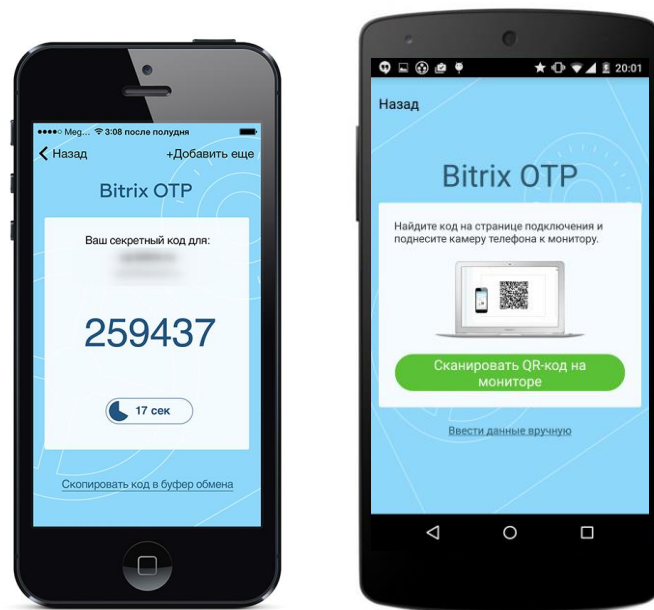 Meg... 3:08 после полудня
Назад +Добавить еще
Bitrix OTP
Ваш секретный код для:
259437
17 сек
Скопировать код в буфер обмена
20:01
Назад
Bitrix OTP
Найдите код на странице подключения и
поднесите камеру телефона к монитору.
Сканировать QR-код на
мониторе
Ввести данные вручную